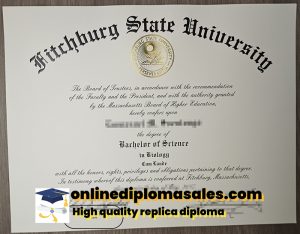 Fitchburg State University
The Board of Trustees, in accordance with the recommendation
of the Faculty and the President, and with the authority granted
by the Massachusetts Board of Higher Education,
hereby confers upon
the degree of
Bachelor of Science
in Biology
Cum Laude
with all the honors, rights, privileges and obligations pertaining to that degree.
In testimony whereof this diploma is conferred at Fitchburg, Massachusetts,
onlinediplomasales.com
High quality replica diploma